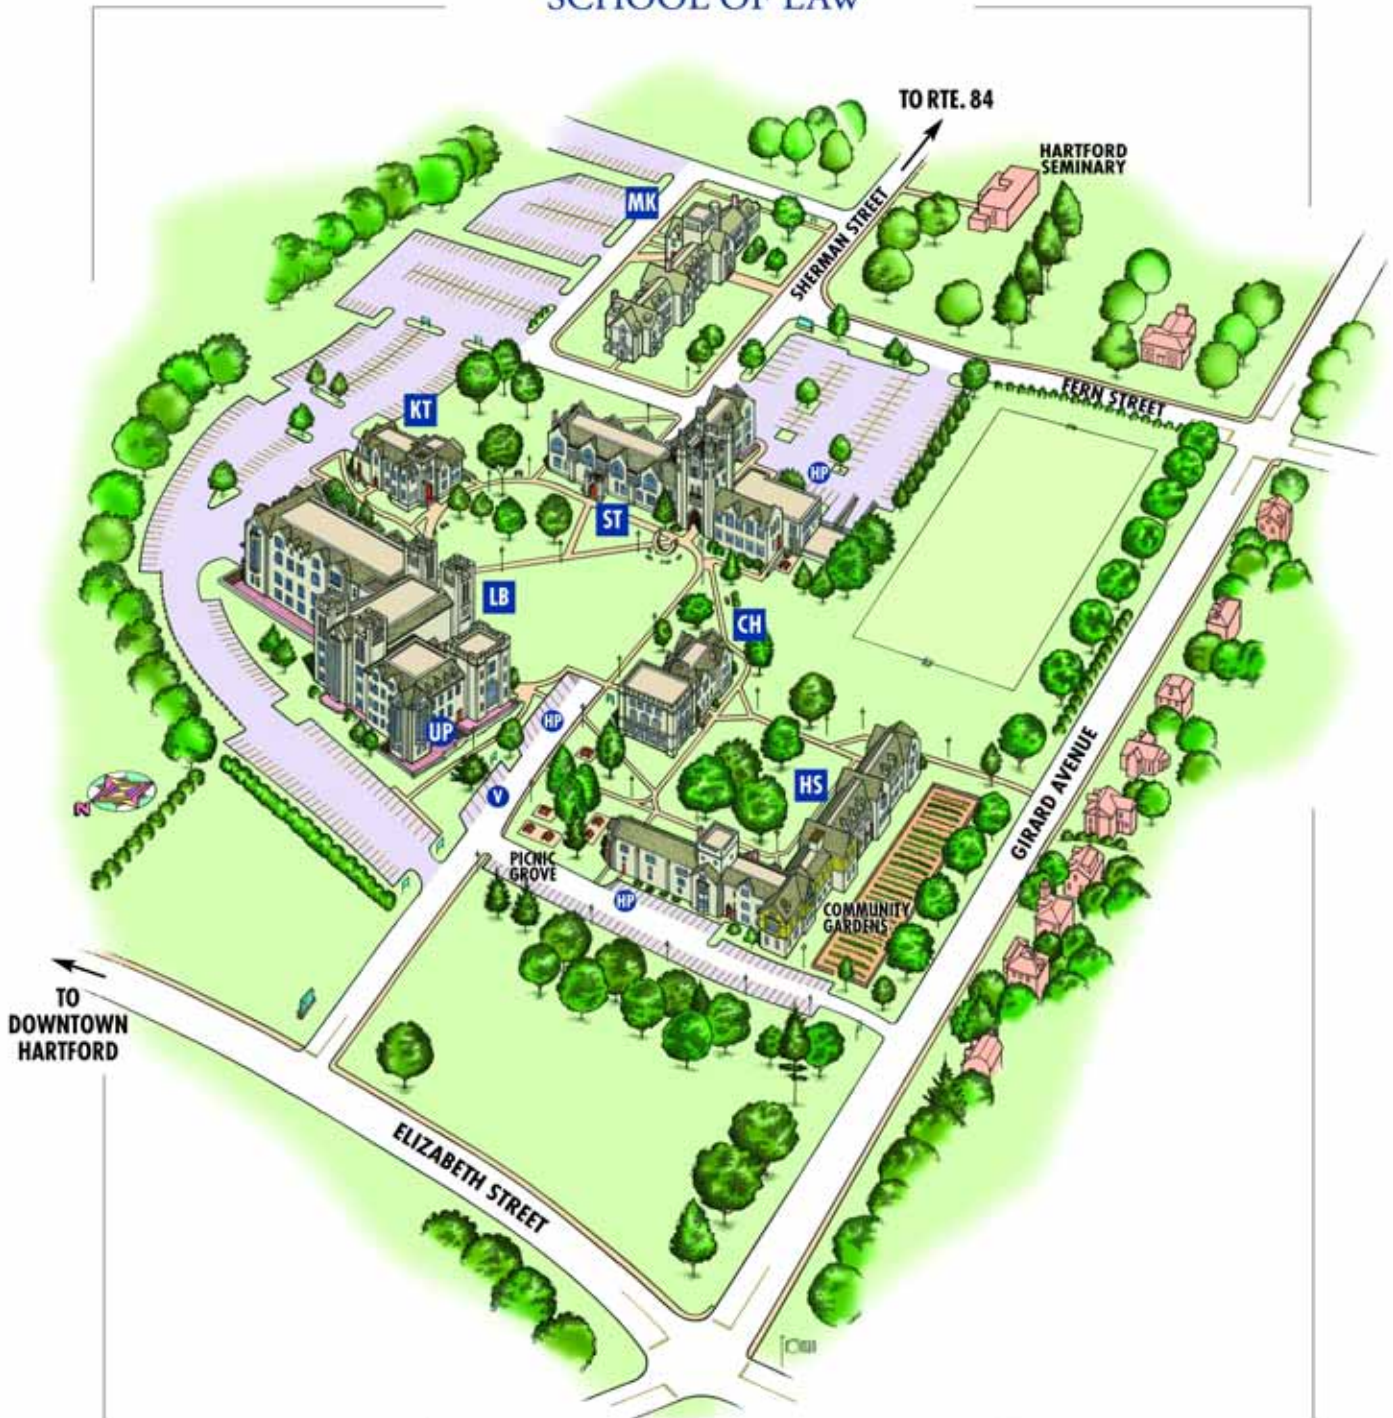 SCHOOL OF LAW
TO RTE. 84
HARTFORD
SEMINARY
MK
SHERMAN STREET
FERN STREET
KT
HP
ST
LB
CH
UP
HP
V
HS
GIRARD AVENUE
N
PICNIC
GROVE
HP
COMMUNITY
GARDENS
TO
DOWNTOWN
HARTFORD
ELIZABETH STREET